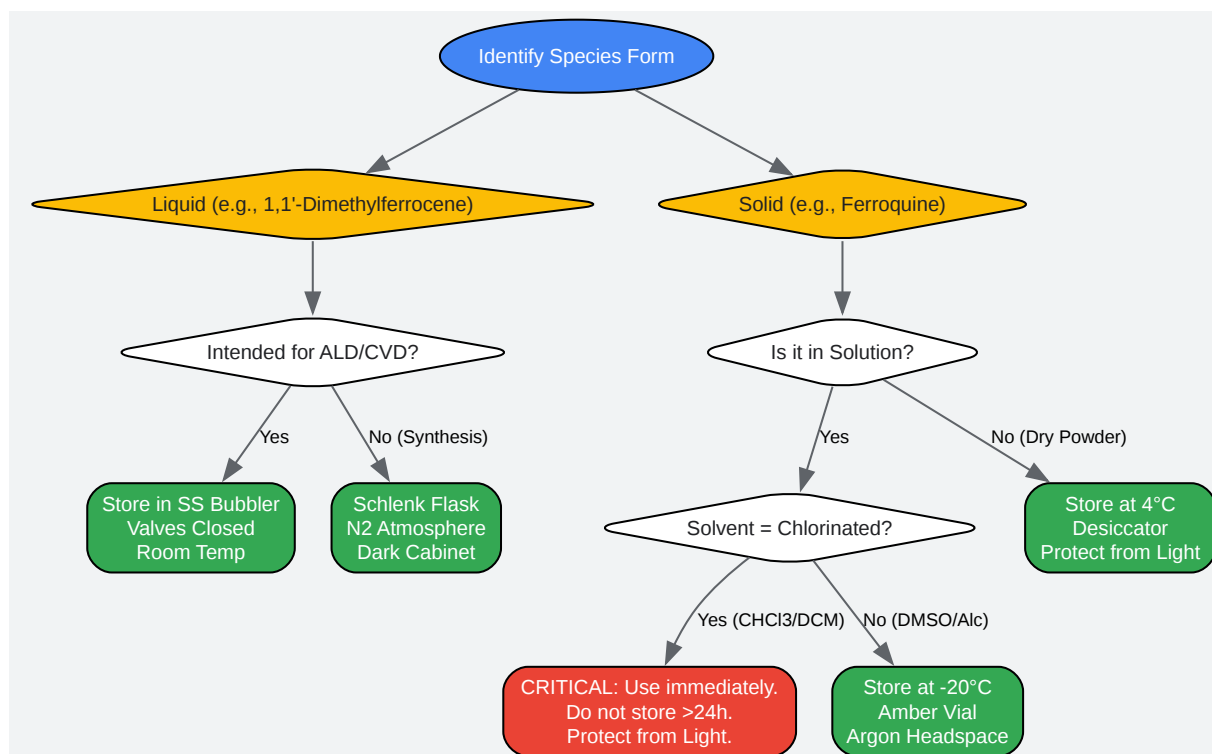 Identify Species Form
Liquid (e.g., 1,1'-Dimethylferrocene)
Solid (e.g., Ferroquine)
Intended for ALD/CVD?
Is it in Solution?
Yes
No (Synthesis)
Yes
No (Dry Powder)
Store in SS Bubbler
Valves Closed
Room Temp
Schlenk Flask
N2 Atmosphere
Dark Cabinet
Solvent = Chlorinated?
Store at 4°C
Desiccator
Protect from Light
Yes (CHCl3/DCM)
No (DMSO/Alc)
CRITICAL: Use immediately.
Do not store >24h.
Protect from Light.
Store at -20°C
Amber Vial
Argon Headspace